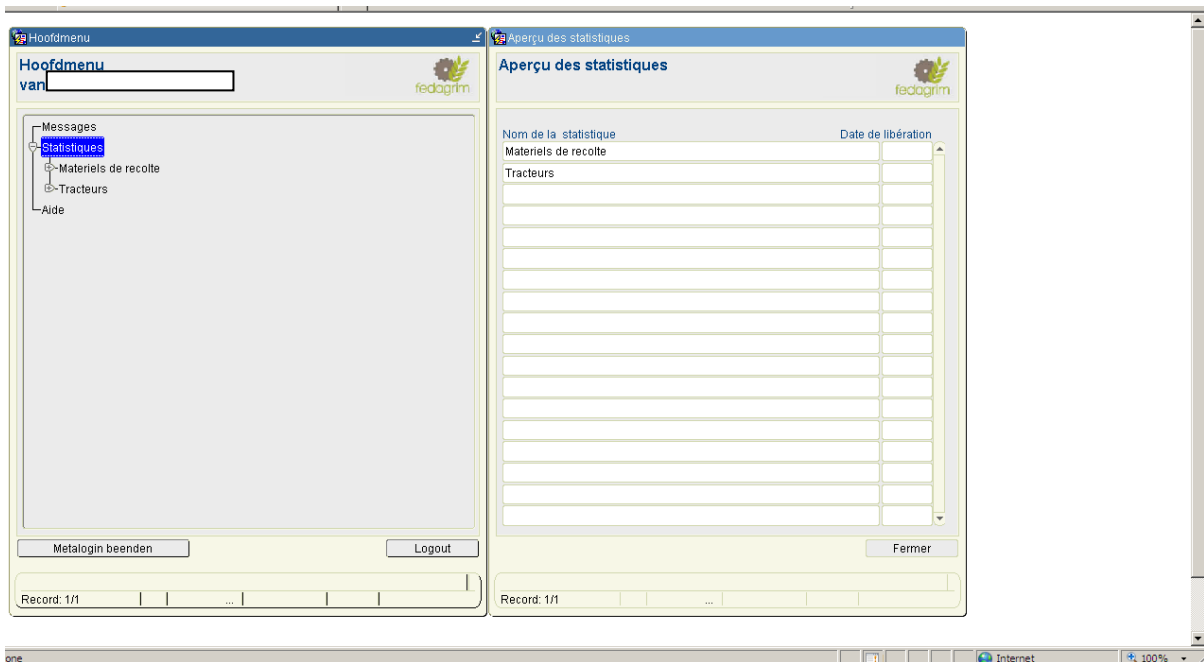 Hoofdmenu
Hoofdmenu
van
fedagrim
Messages
Statistiques
Materiels de recolte
Tracteurs
Aide
Metalogin beenden
Logout
Record: 1/1
...
Aperçu des statistiques
Aperçu des statistiques
fedagrim
Nom de la statistique
Date de libération
Materiels de recolte
Tracteurs
Fermer
Record: 1/1
...
one
Internet
100%